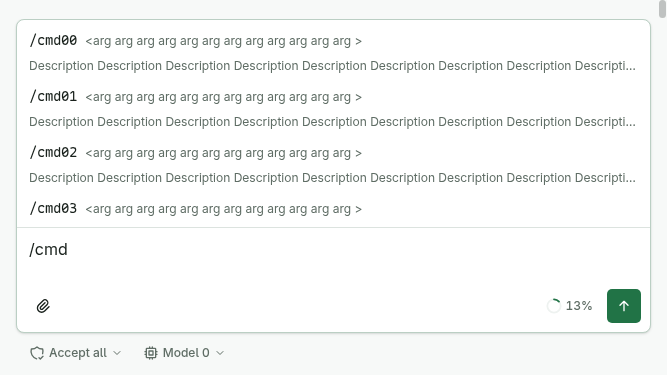 /cmd00 <arg arg arg arg arg arg arg arg arg arg arg arg >
Description Description Description Description Description Description Description Description Descripti...
/cmd01 <arg arg arg arg arg arg arg arg arg arg arg arg >
Description Description Description Description Description Description Description Description Descripti...
/cmd02 <arg arg arg arg arg arg arg arg arg arg arg arg >
Description Description Description Description Description Description Description Description Descripti...
/cmd03 <arg arg arg arg arg arg arg arg arg arg arg arg >
/cmd
13%
Accept all Model 0